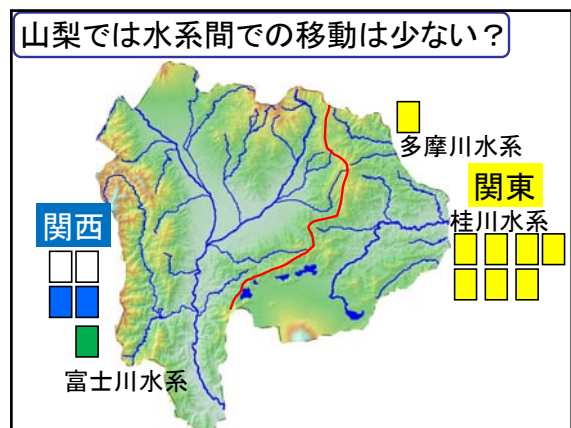 山梨では水系間での移動は少ない?
多摩川水系
関東
桂川水系
関西
富士川水系